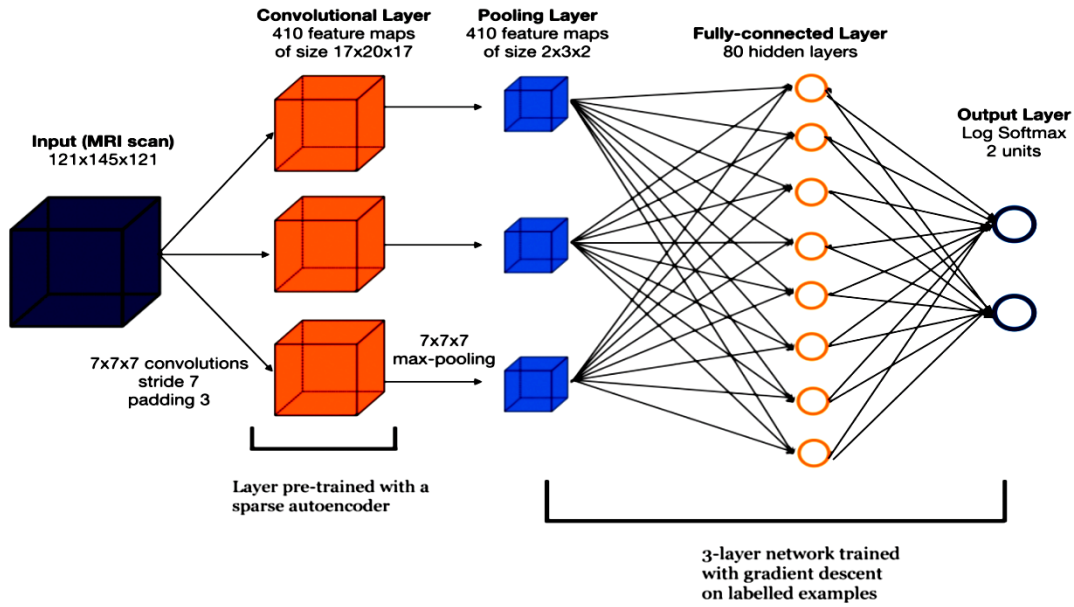 Convolutional Layer
410 feature maps
of size 17x20x17
Pooling Layer
410 feature maps
of size 2x3x2
Fully-connected Layer
80 hidden layers
Output Layer
Log Softmax
2 units
Input (MRI scan)
121x145x121
7x7x7 convolutions
stride 7
padding 3
7x7x7
max-pooling
Layer pre-trained with a
sparse autoencoder
3-layer network trained
with gradient descent
on labelled examples